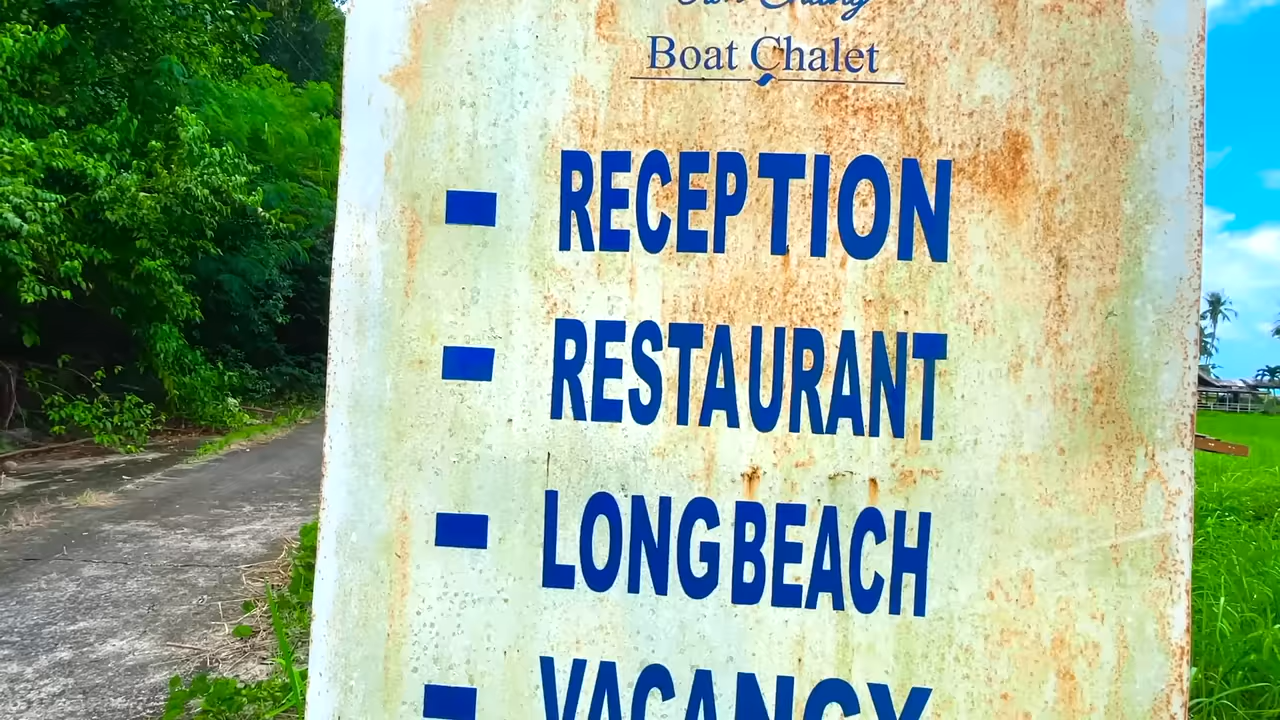 Boat Chalet
- RECEPTION
- RESTAURANT
- LONG BEACH
- VACANCY